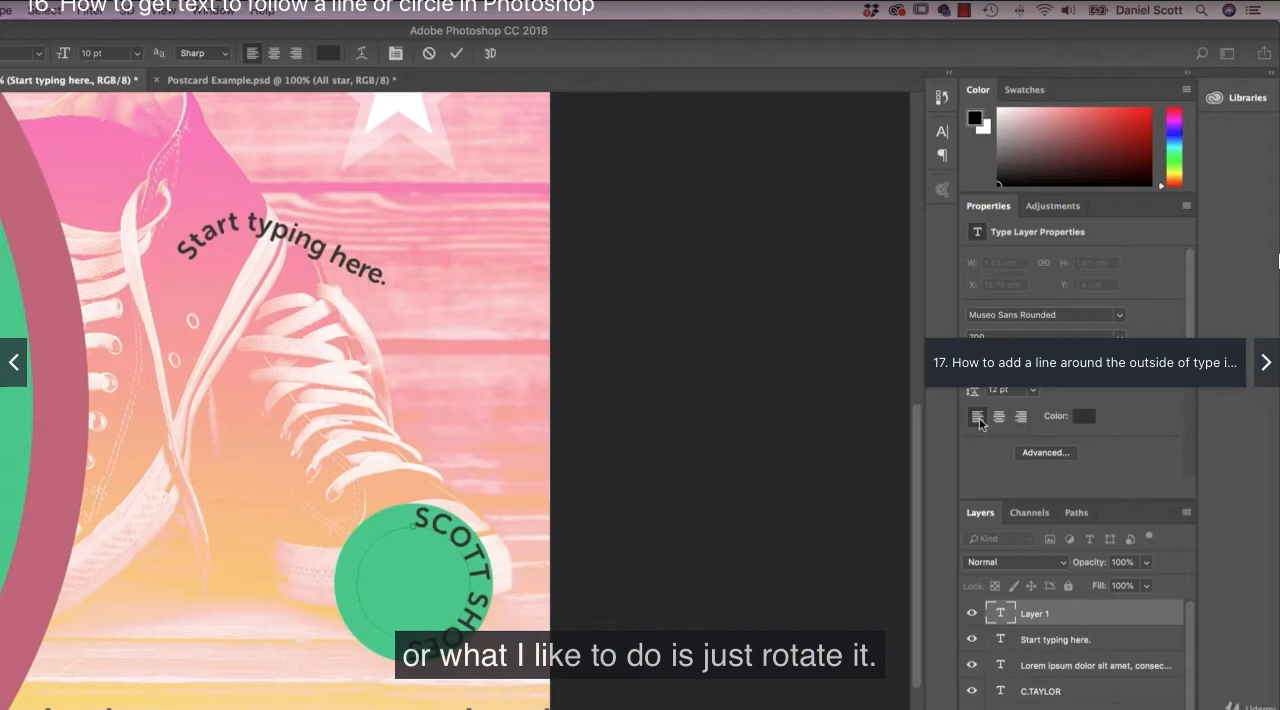 16. How to get text to follow a line or circle in Photoshop
Daniel Scott
Adobe Photoshop CC 2018
10 pt
aa
Sharp
3D
% (Start typing here., RGB/8) *
× Postcard Example.psd @ 100% (All star, RGB/8) *
Color
Swatches
Libraries
Properties
Adjustments
T Type Layer Properties
W:
H:
X:
Y:
Museo Sans Rounded
700
17. How to add a line around the outside of type i...
12 pt
Color:
Advanced...
Start typing here.
SCOTT SHOES
Layers
Channels
Paths
Kind
Normal
Opacity: 100%
Lock:
Fill: 100%
T Layer 1
T Start typing here.
T Lorem ipsum dolor sit amet, consec...
T C.TAYLOR
or what I like to do is just rotate it.